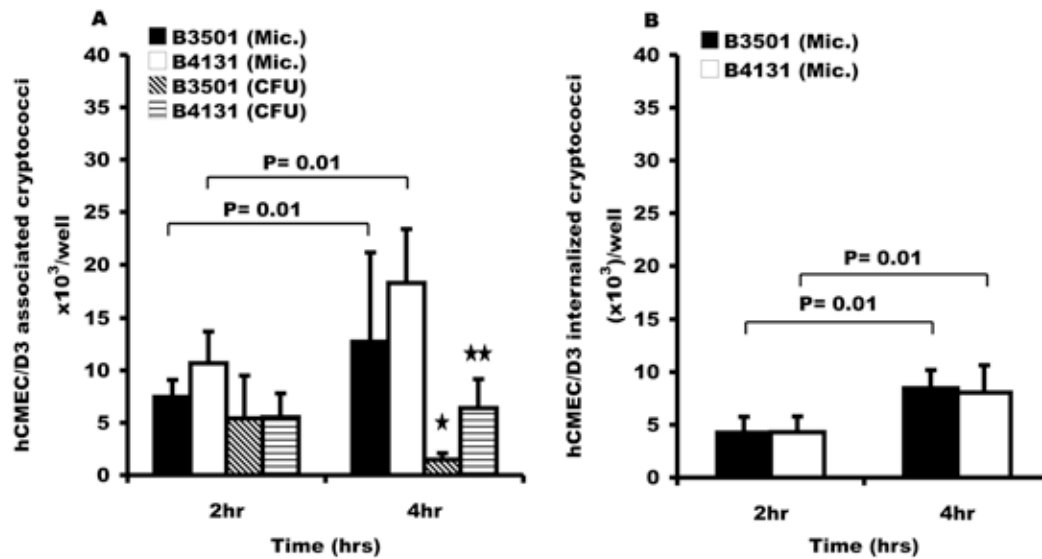 A
B3501 (Mic.)
B4131 (Mic.)
B3501 (CFU)
B4131 (CFU)
hCMEC/D3 associated cryptococci
x10³/well
40
35
30
25
20
15
10
5
0
P= 0.01
P= 0.01
★
★★
2hr
4hr
Time (hrs)
B
B3501 (Mic.)
B4131 (Mic.)
hCMEC/D3 internalized cryptococci
(x10³)/well
40
35
30
25
20
15
10
5
0
P= 0.01
P= 0.01
2hr
4hr
Time (hrs)